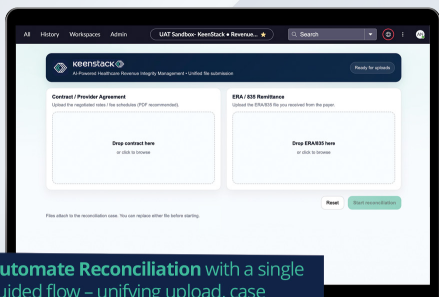 All History Workspaces Admin UAT Sandbox- KeenStack • Revenue... Search
KEENSTACK
AI-Powered Healthcare Revenue Integrity Management • Unified file submission
Ready for uploads
Contract / Provider Agreement
Upload the negotiated rates / fee schedules (PDF recommended).
Drop contract here
or click to browse
ERA / 835 Remittance
Upload the ERA/835 file you received from the payer.
Drop ERA/835 here
or click to browse
Reset Start reconciliation
Files attach to the reconciliation case. You can replace either file before starting.
utomate Reconciliation with a single
uided flow – unifying upload, case